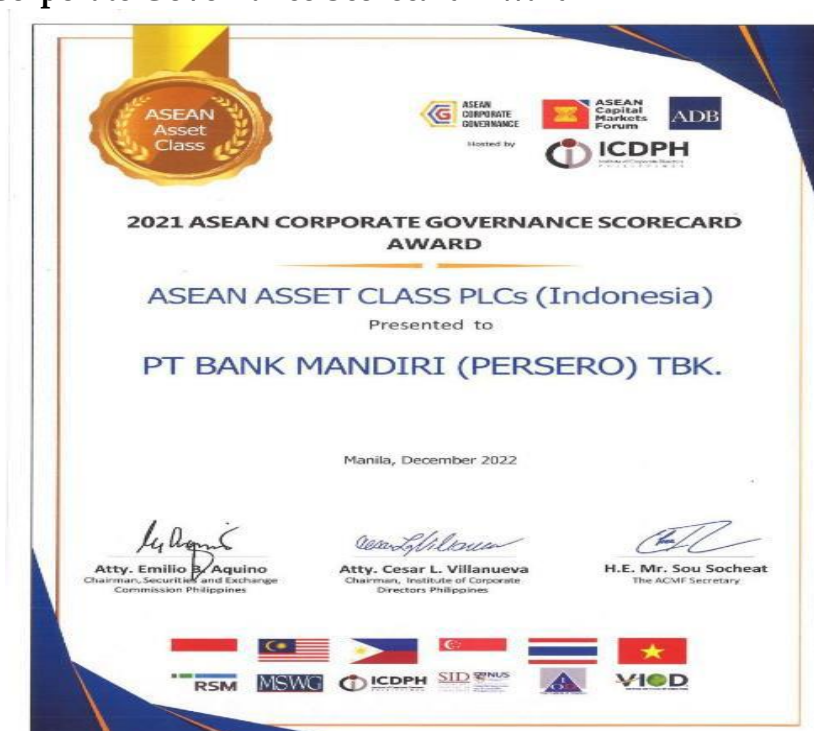 ASEAN
Asset
Class
ASEAN
CORPORATE
GOVERNANCE
ASEAN
Capital
Markets
Forum
ADB
Hosted by
ICDPH
2021 ASEAN CORPORATE GOVERNANCE SCORECARD
AWARD
ASEAN ASSET CLASS PLCs (Indonesia)
Presented to
PT BANK MANDIRI (PERSERO) TBK.
Manila, December 2022
Atty. Emilio B. Aquino
Chairman, Securities and Exchange
Commission Philippines
Atty. Cesar L. Villanueva
Chairman, Institute of Corporate
Directors Philippines
H.E. Mr. Sou Socheat
The ACMF Secretary
RSM
MSWG
ICDPH
SID
NUS
VIOD